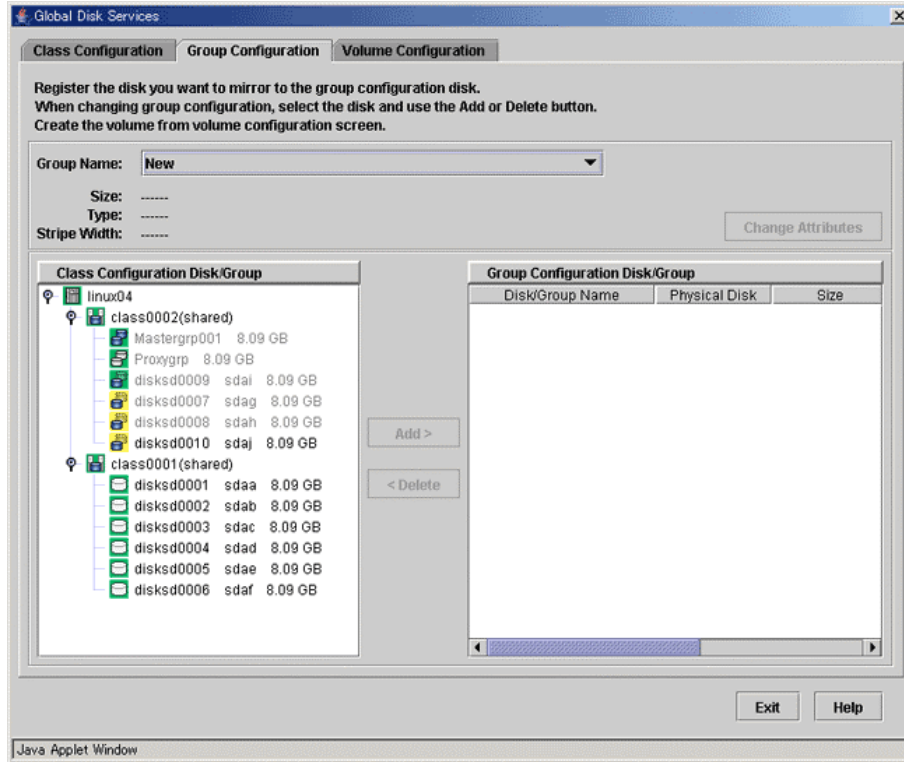 Global Disk Services
Class Configuration Group Configuration Volume Configuration
Register the disk you want to mirror to the group configuration disk.
When changing group configuration, select the disk and use the Add or Delete button.
Create the volume from volume configuration screen.
Group Name: New
Size: ------
Type: ------
Stripe Width: ------
Change Attributes
Class Configuration Disk/Group
linux04
class0002(shared)
Mastergrp001 8.09 GB
Proxygrp 8.09 GB
disksd0009 sdai 8.09 GB
disksd0007 sdag 8.09 GB
disksd0008 sdah 8.09 GB
disksd0010 sdaj 8.09 GB
class0001(shared)
disksd0001 sdaa 8.09 GB
disksd0002 sdab 8.09 GB
disksd0003 sdac 8.09 GB
disksd0004 sdad 8.09 GB
disksd0005 sdae 8.09 GB
disksd0006 sdaf 8.09 GB
Add >
< Delete
Group Configuration Disk/Group
Disk/Group Name Physical Disk Size
Exit Help
Java Applet Window